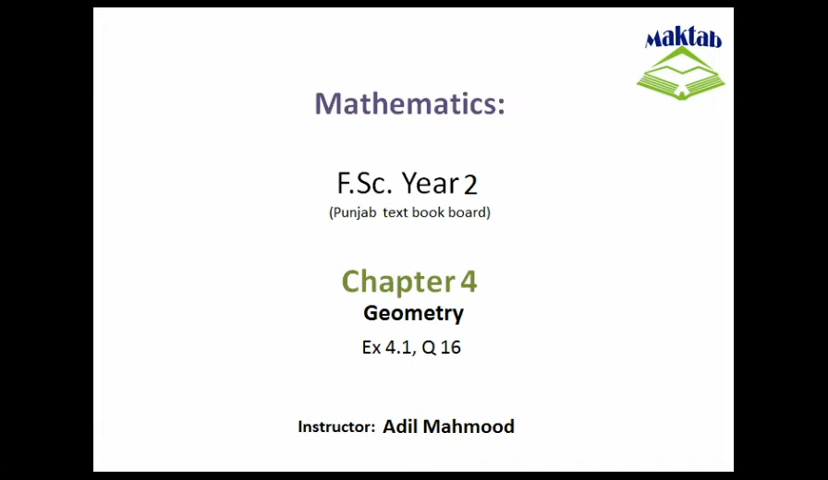 Maktab
Mathematics:
F.Sc. Year 2
(Punjab text book board)
Chapter 4
Geometry
Ex 4.1, Q 16
Instructor: Adil Mahmood